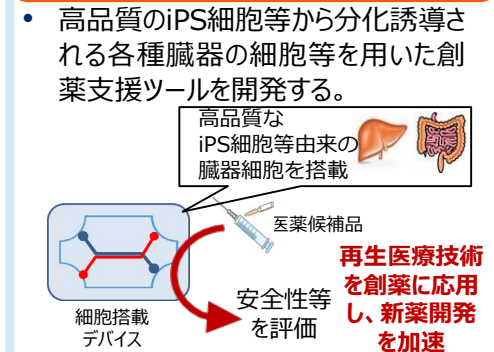 • 高品質のiPS細胞等から分化誘導さ
れる各種臓器の細胞等を用いた創
薬支援ツールを開発する。
高品質な
iPS細胞等由来の
臓器細胞を搭載
医薬候補品
細胞搭載
デバイス
安全性等
を評価
再生医療技術
を創薬に応用
し、新薬開発
を加速